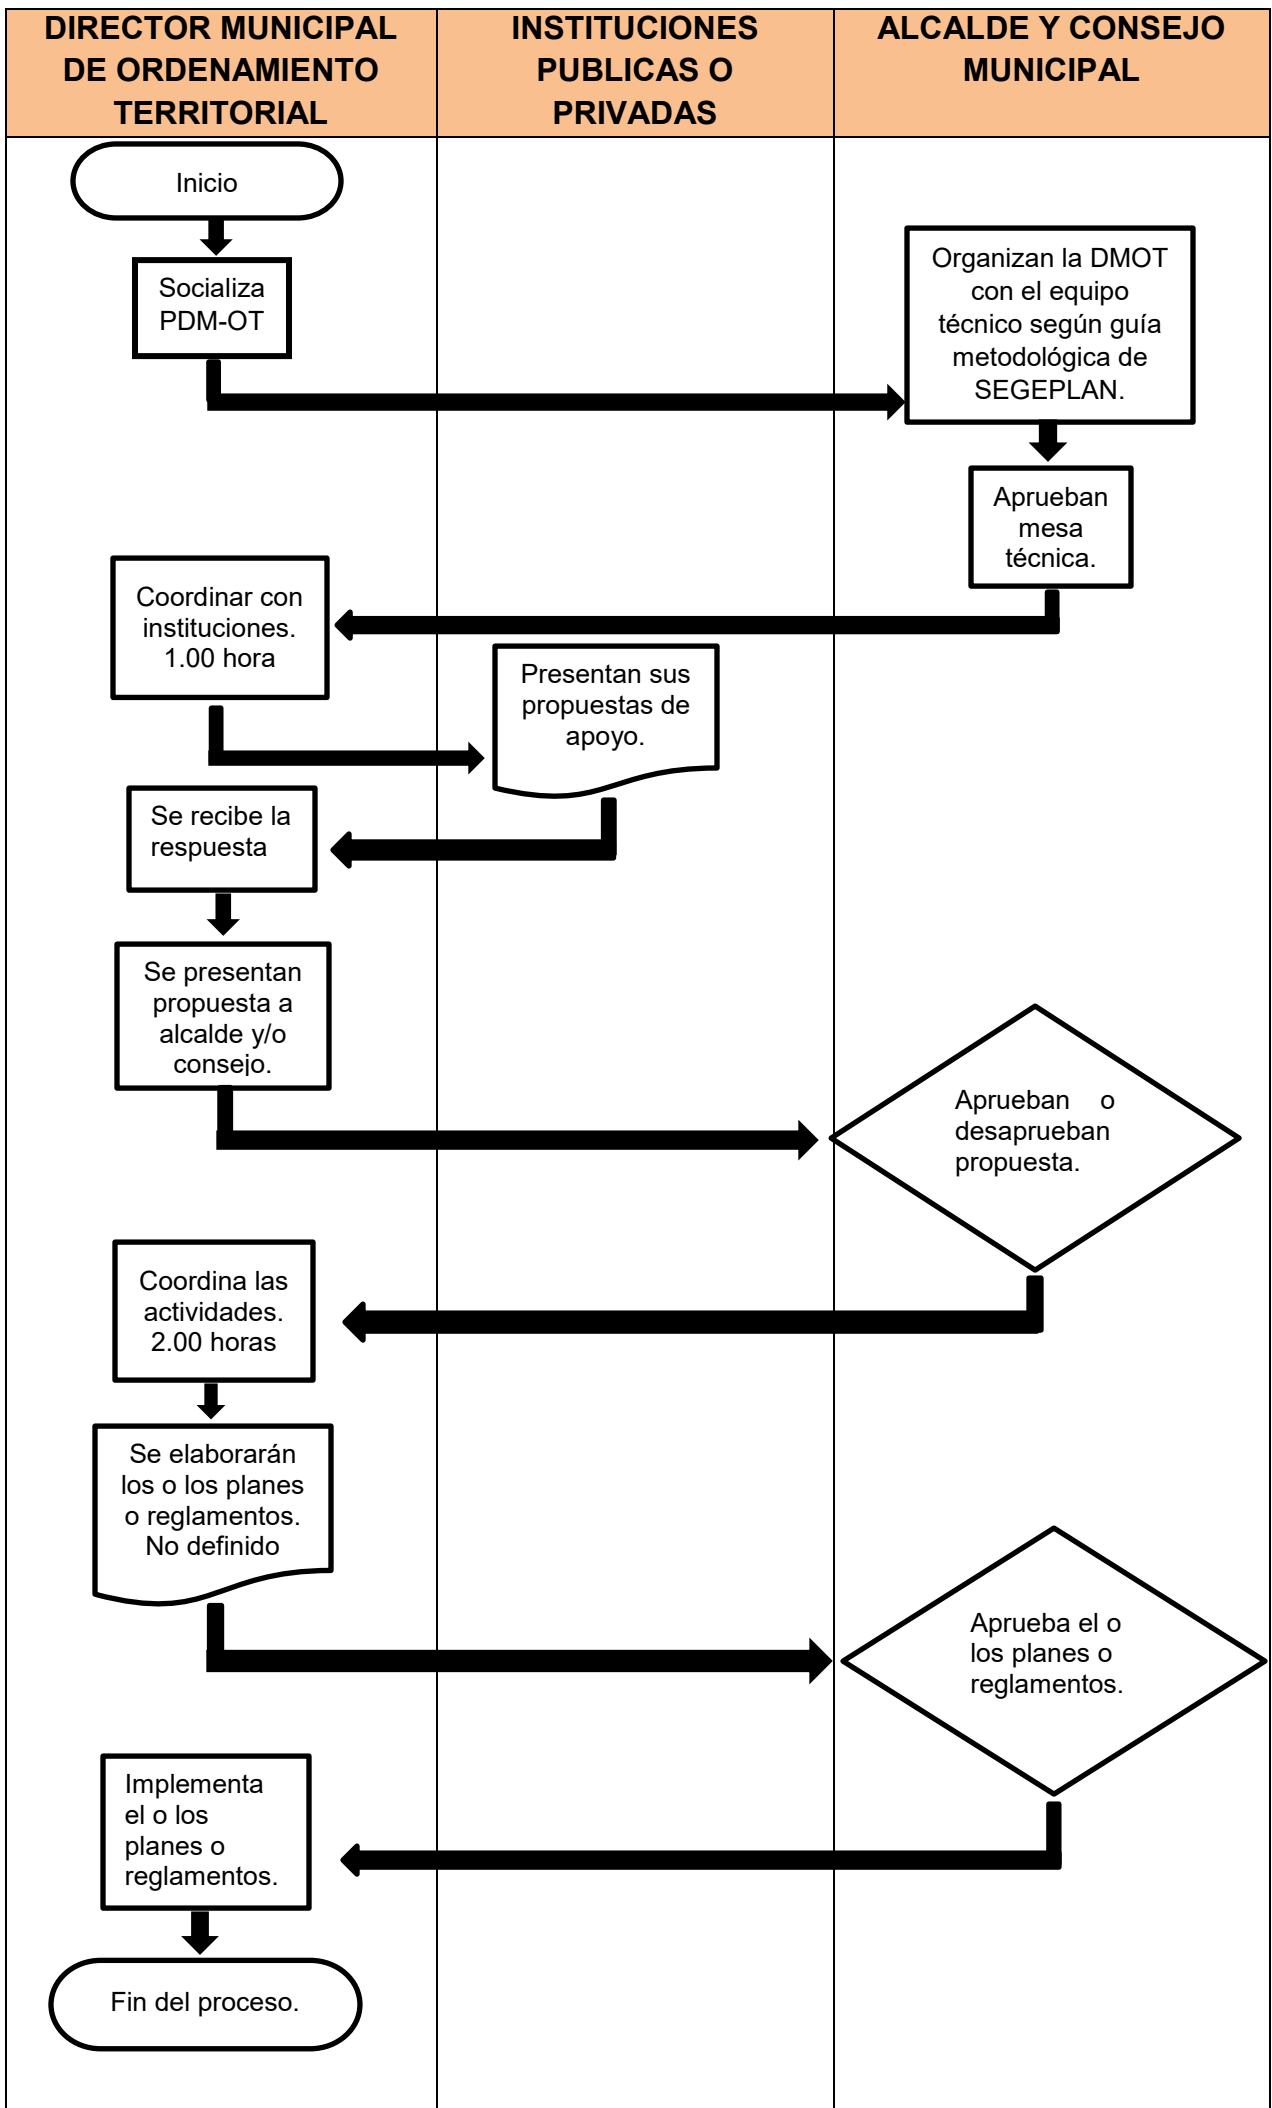 DIRECTOR MUNICIPAL
DE ORDENAMIENTO
TERRITORIAL
INSTITUCIONES
PUBLICAS O
PRIVADAS
ALCALDE Y CONSEJO
MUNICIPAL
Inicio
Socializa
PDM-OT
Organizan la DMOT
con el equipo
técnico según guía
metodológica de
SEGEPLAN.
Aprueban
mesa
técnica.
Coordinar con
instituciones.
1.00 hora
Presentan sus
propuestas de
apoyo.
Se recibe la
respuesta
Se presentan
propuesta a
alcalde y/o
consejo.
Aprueban o
desaprueban
propuesta.
Coordina las
actividades.
2.00 horas
Se elaborarán
los o los planes
o reglamentos.
No definido
Aprueba el o
los planes o
reglamentos.
Implementa
el o los
planes o
reglamentos.
Fin del proceso.